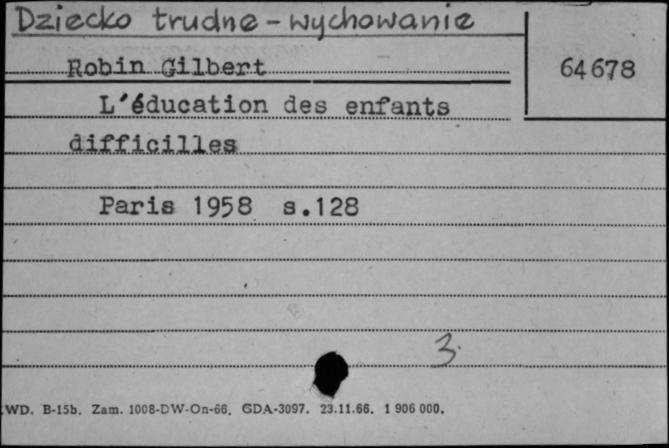 Dziecko trudne - wychowanie
Robin Gilbert
64678
L'éducation des enfants
difficilles
Paris 1958 s.128
3.
WD. B-15b. Zam. 1008-DW-On-66. GDA-3097. 23.11.66. 1 906 000.